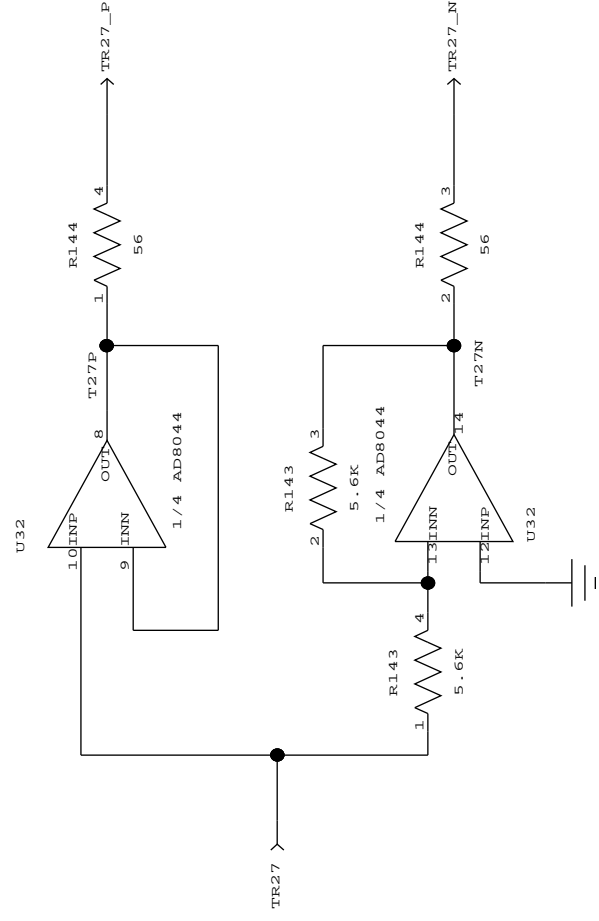 TR27_P
TR27_N
4
R144
56
1
3
R144
56
2
T27P
T27N
8
OUT
1/4 AD8044
U32
10
INP
INN
9
3
R143
5.6K
2
1/4 AD8044
14
OUT
U32
13
INN
12
INP
4
R143
5.6K
1
TR27